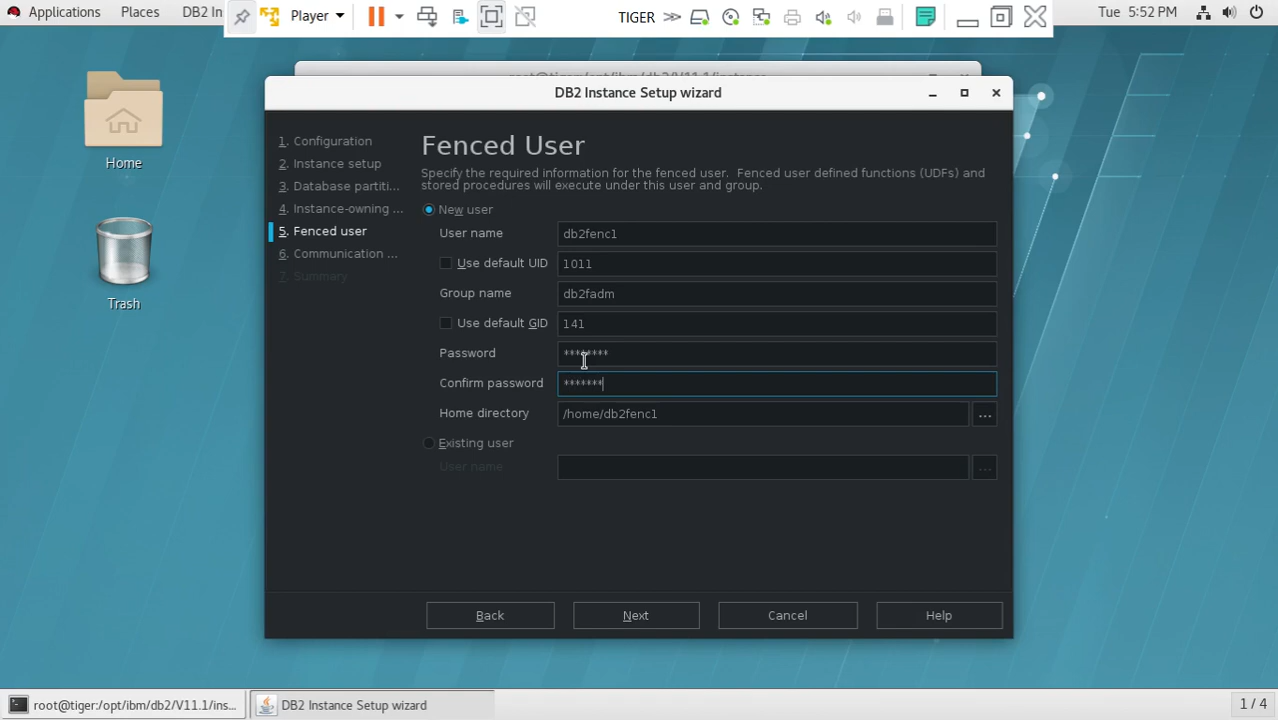 Applications Places DB2 In Player TIGER Tue 5:52 PM
DB2 Instance Setup wizard
Home
Trash
1. Configuration
2. Instance setup
3. Database partiti...
4. Instance-owning ...
5. Fenced user
6. Communication ...
7. Summary
Fenced User
Specify the required information for the fenced user. Fenced user defined functions (UDFs) and
stored procedures will execute under this user and group.
New user
User name db2fenc1
Use default UID 1011
Group name db2fadm
Use default GID 141
Password ********
Confirm password *******
Home directory /home/db2fenc1 ...
Existing user
User name ...
Back Next Cancel Help
root@tiger:/opt/ibm/db2/V11.1/ins... DB2 Instance Setup wizard 1 / 4